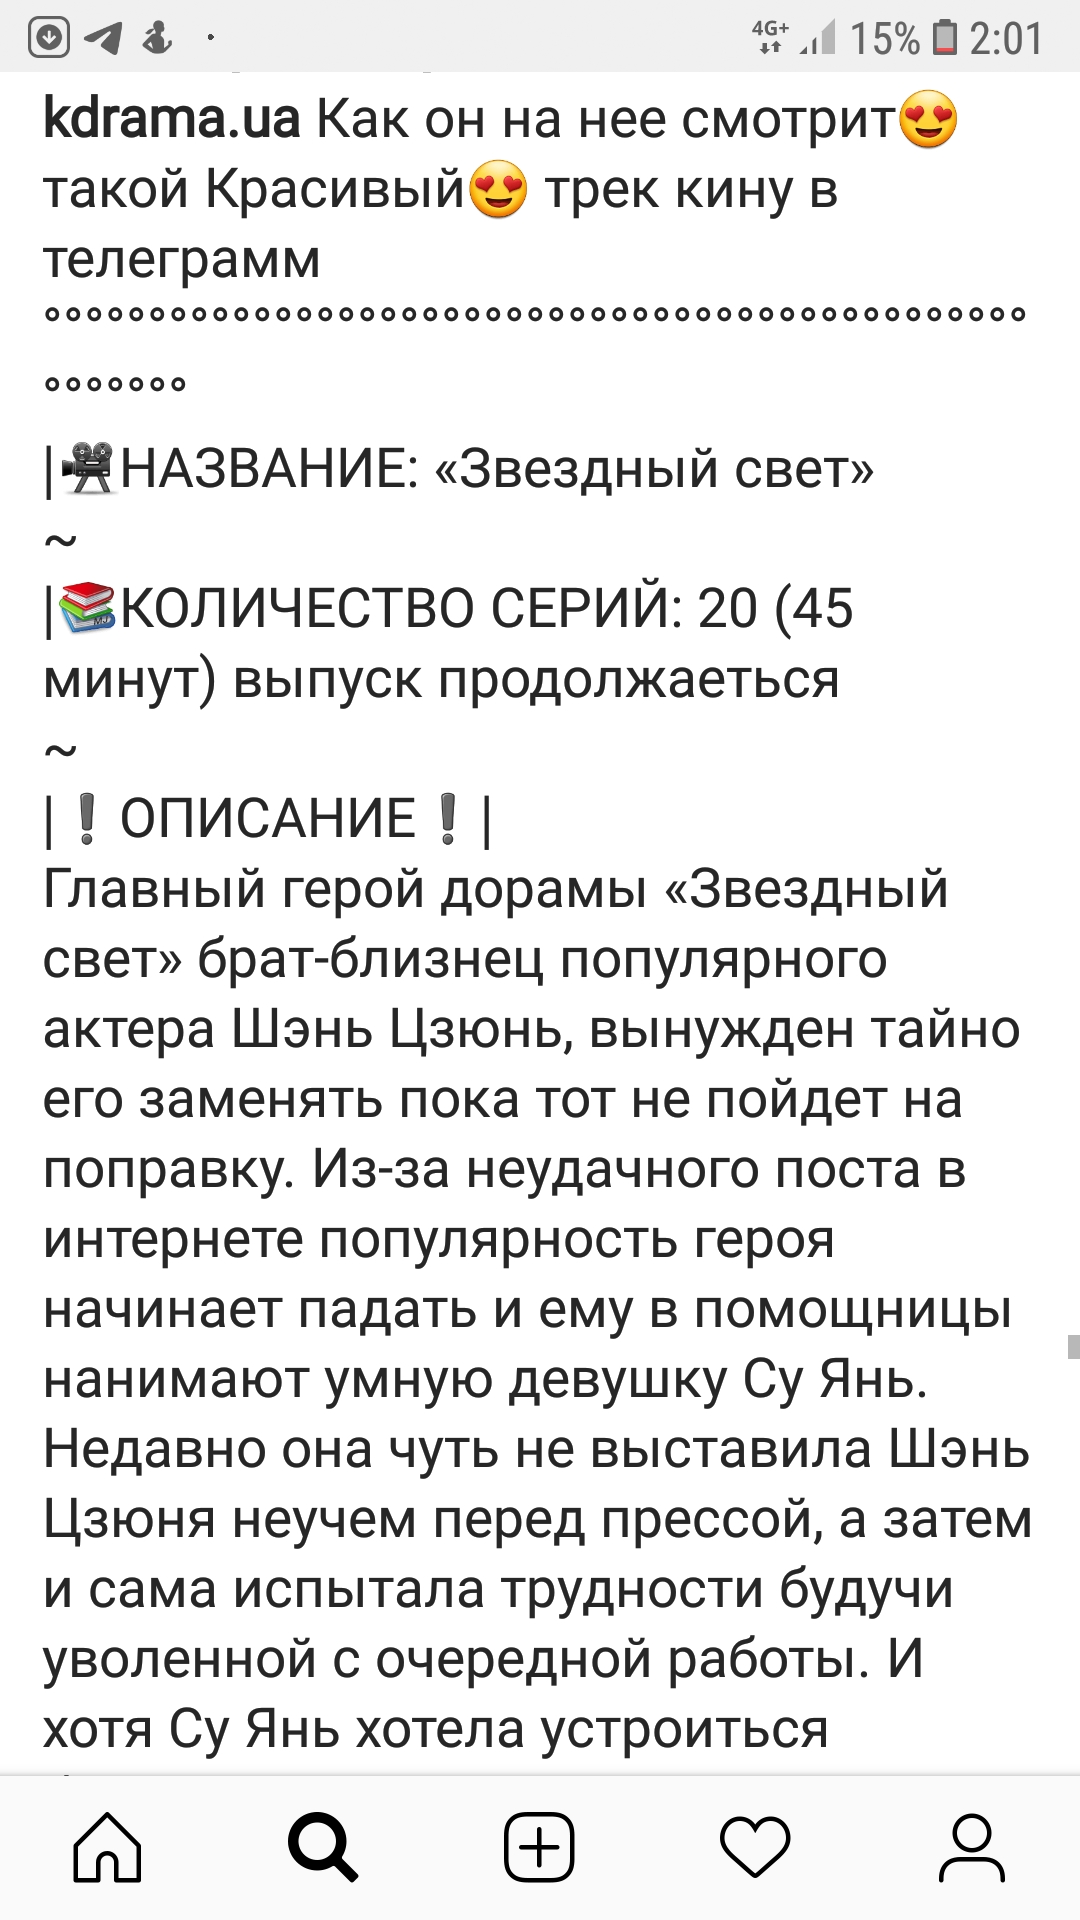 4G+ 15% 2:01
kdrama.ua Как он на нее смотрит😍
такой Красивый😍 трек кину в
телеграмм
°°°°°°°°°°°°°°°°°°°°°°°°°°°°°°°°°°°°°°°°°°°°°°°
°°°°°°°
|🎥НАЗВАНИЕ: «Звездный свет»
~
|📚КОЛИЧЕСТВО СЕРИЙ: 20 (45
минут) выпуск продолжаеться
~
|❕ОПИСАНИЕ❕|
Главный герой дорамы «Звездный
свет» брат-близнец популярного
актера Шэнь Цзюнь, вынужден тайно
его заменять пока тот не пойдет на
поправку. Из-за неудачного поста в
интернете популярность героя
начинает падать и ему в помощницы
нанимают умную девушку Су Янь.
Недавно она чуть не выставила Шэнь
Цзюня неучем перед прессой, а затем
и сама испытала трудности будучи
уволенной с очередной работы. И
хотя Су Янь хотела устроиться